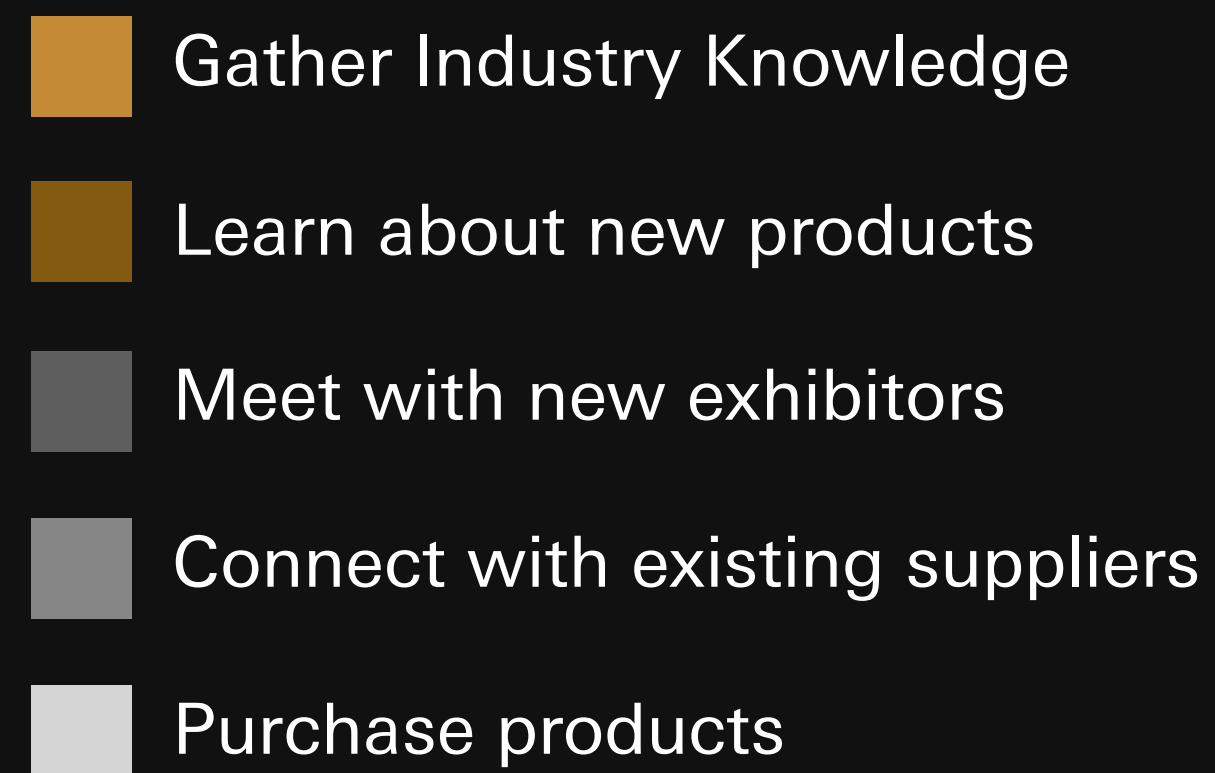 Gather Industry Knowledge
Learn about new products
Meet with new exhibitors
Connect with existing suppliers
Purchase products